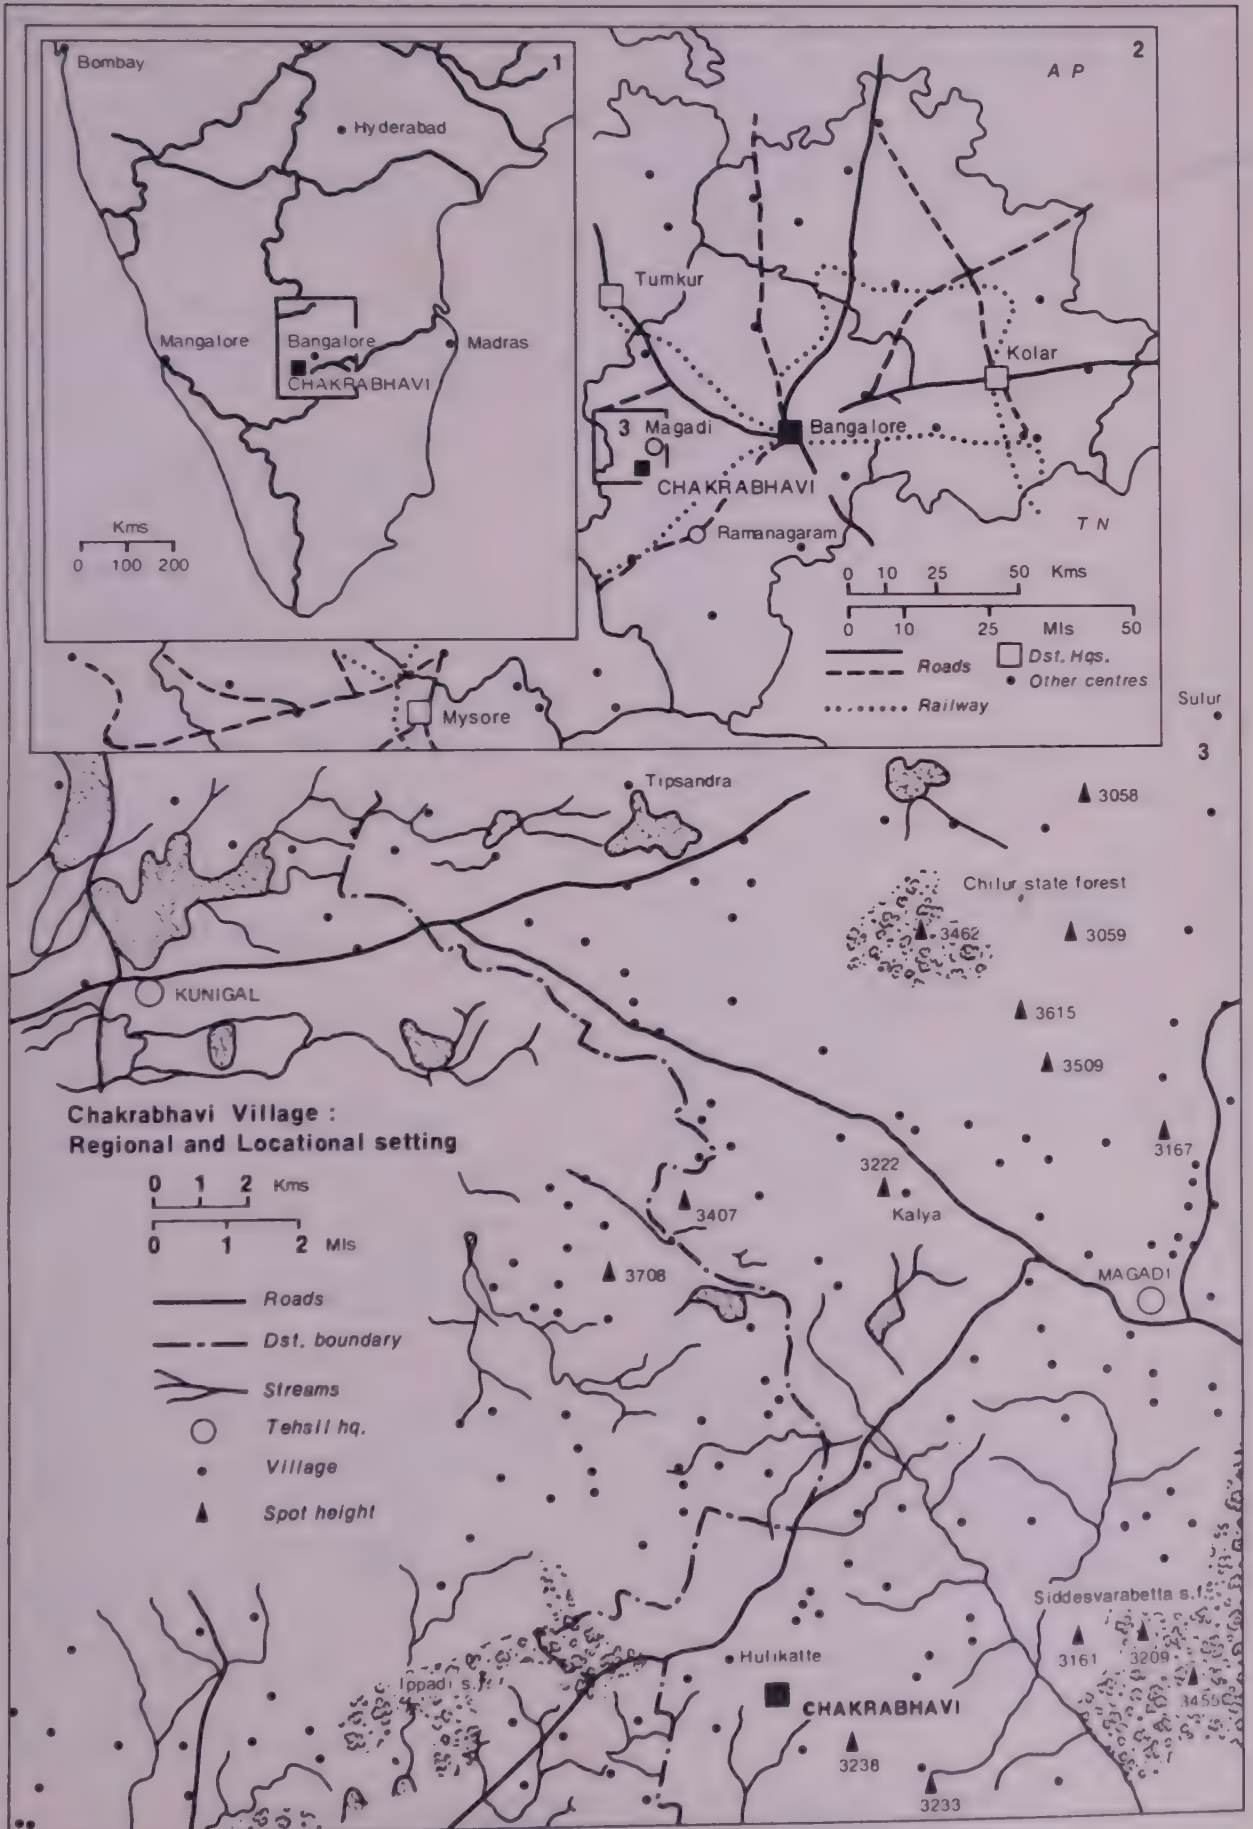 1
Bombay
Hyderabad
Mangalore
Bangalore
Madras
CHAKRABHAVI
Kms
0 100 200
2
A P
Tumkur
Kolar
3 Magadi
Bangalore
CHAKRABHAVI
Ramanagaram
T N
0 10 25 50 Kms
0 10 25 Mls 50
Roads
Dst. Hqs.
Other centres
Railway
Mysore
Sulur
3
Tipsandra
3058
Chilur state forest
3462
3059
KUNIGAL
3615
3509
Chakrabhavi Village :
Regional and Locational setting
3167
3222
0 1 2 Kms
Kalya
3407
0 1 2 Mls
3708
MAGADI
Roads
Dst. boundary
Streams
Tehsil hq.
Village
Spot height
Siddesvarabetta s.f.
Hulikatte
3161
3209
Ippadi s.f.
3455
CHAKRABHAVI
3238
3233